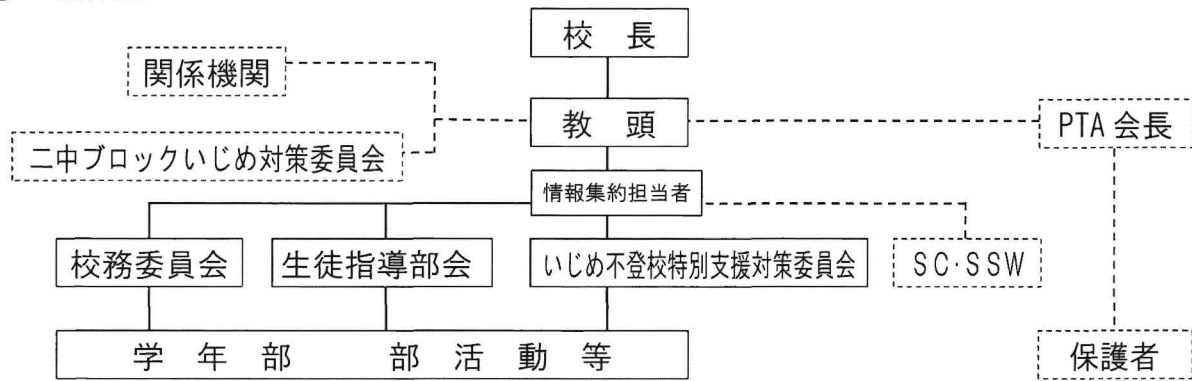 校長
関係機関
教頭
PTA会長
二中ブロックいじめ対策委員会
情報集約担当者
校務委員会
生徒指導部会
いじめ不登校特別支援対策委員会
SC・SSW
学年部 部活動等
保護者